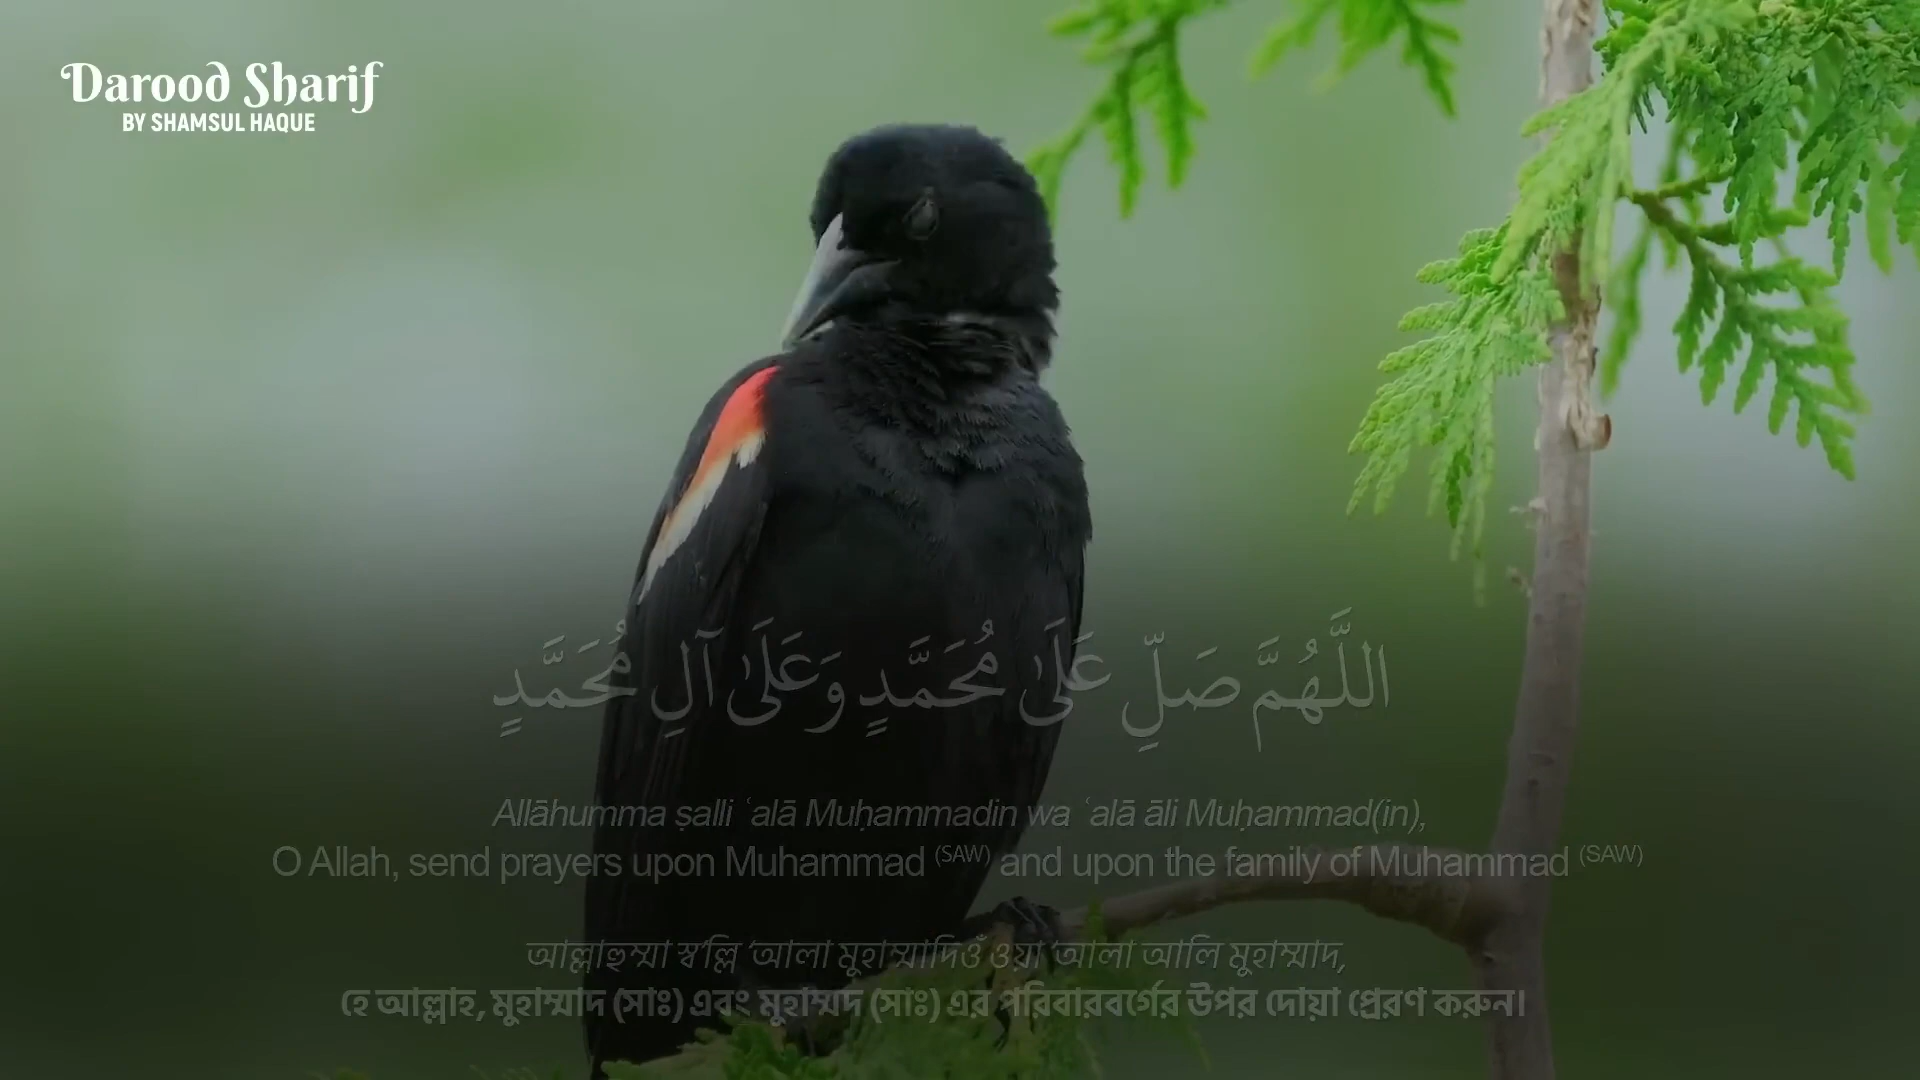 Darood Sharif
BY SHAMSUL HAQUE
اللَّهُمَّ صَلِّ عَلَىٰ مُحَمَّدٍ وَعَلَىٰ آلِ مُحَمَّدٍ
Allāhumma ṣalli ʿalā Muḥammadin wa ʿalā āli Muḥammad(in),
O Allah, send prayers upon Muhammad (SAW) and upon the family of Muhammad (SAW)
আল্লাহুম্মা স্ব’ল্লি ‘আলা মুহাম্মাদিওঁ ওয়া ‘আলা আলি মুহাম্মাদ,
হে আল্লাহ, মুহাম্মাদ (সাঃ) এবং মুহাম্মদ (সাঃ) এর পরিবারবর্গের উপর দোয়া প্রেরণ করুন।